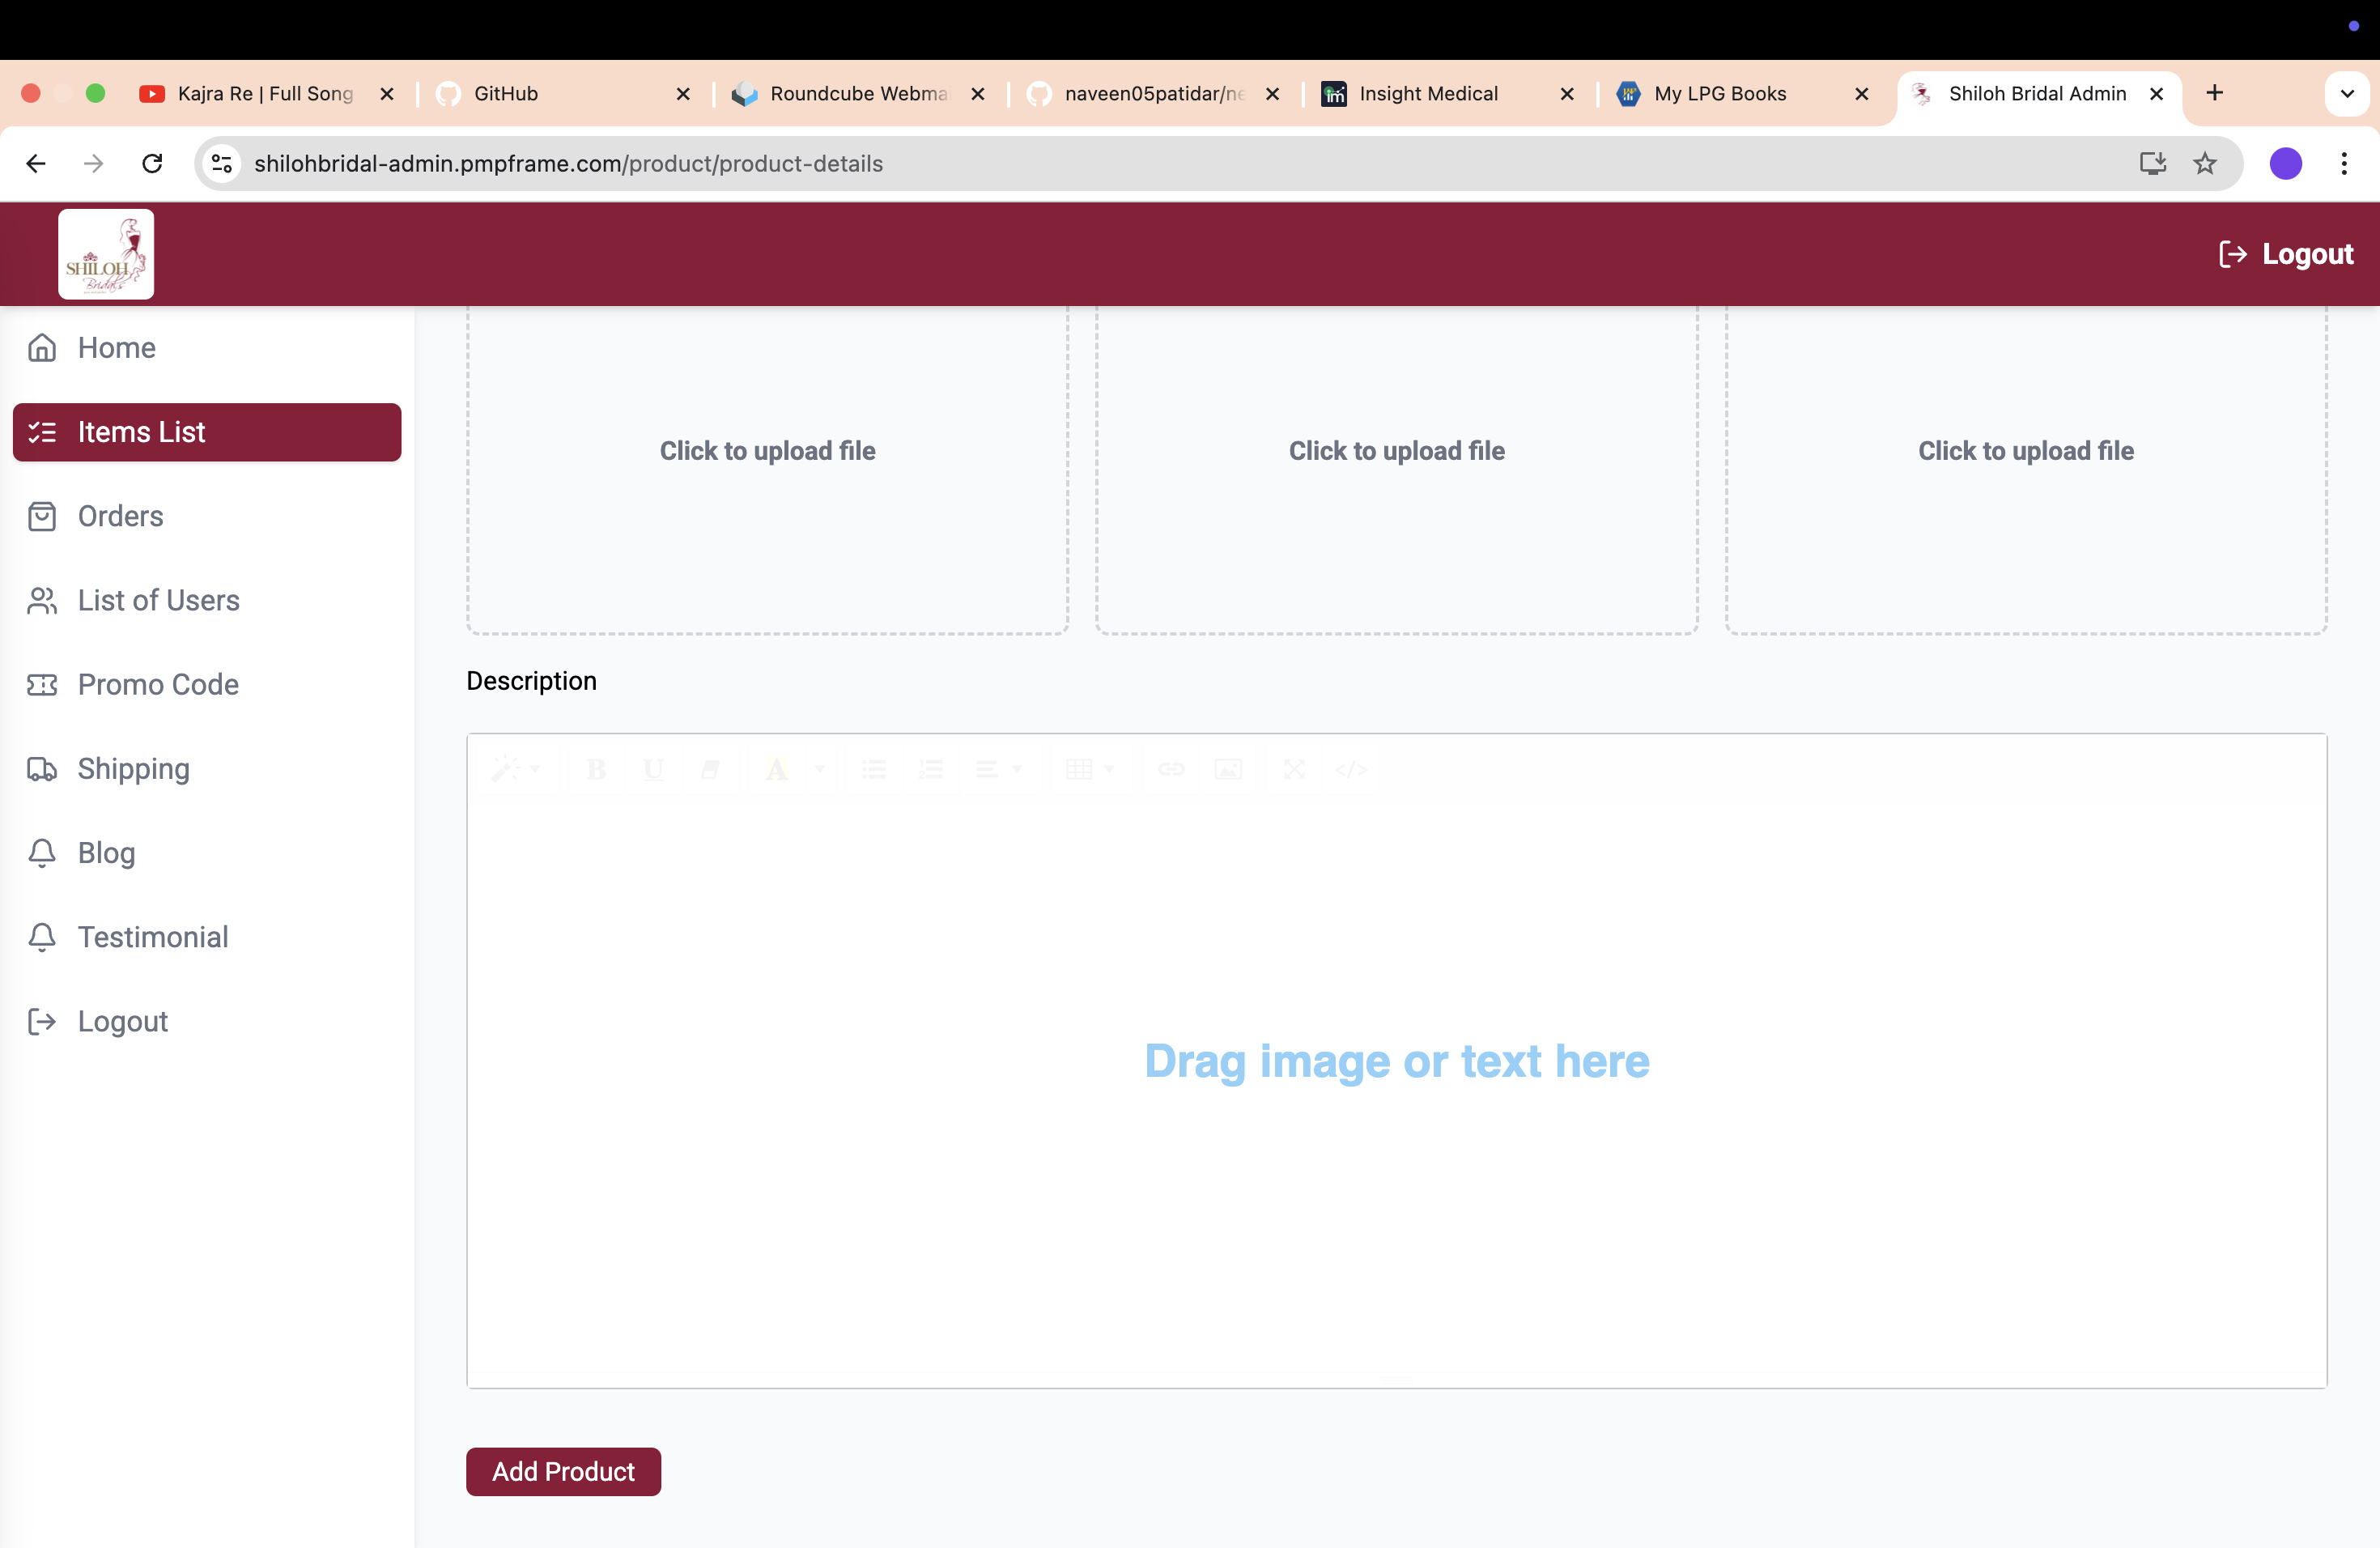 Kajra Re | Full Song
GitHub
Roundcube Webma
naveen05patidar/ne
Insight Medical
My LPG Books
Shiloh Bridal Admin
shilohbridal-admin.pmpframe.com/product/product-details
SHILOH
Bridals
Logout
Home
Items List
Orders
List of Users
Promo Code
Shipping
Blog
Testimonial
Logout
Click to upload file
Click to upload file
Click to upload file
Description
B U A </>
Drag image or text here
Add Product